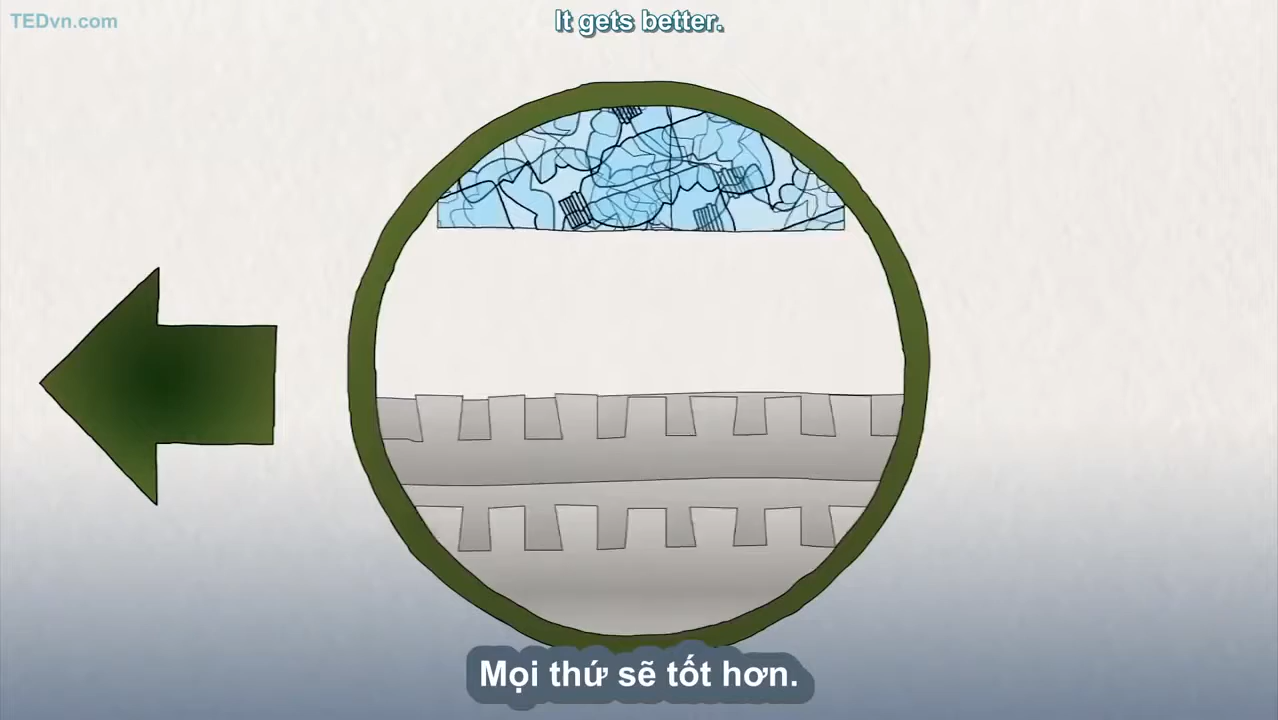 TEDvn.com
It gets better.
Mọi thứ sẽ tốt hơn.